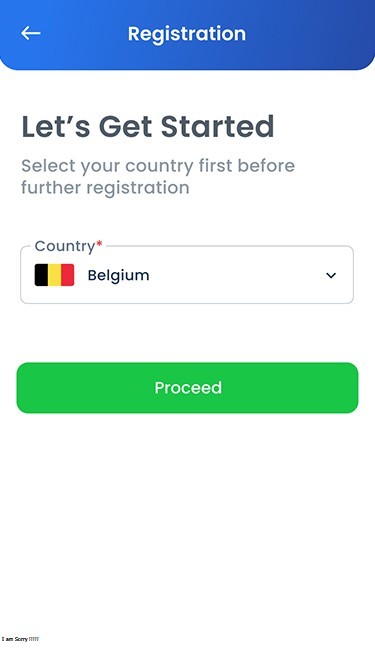 Registration
Let’s Get Started
Select your country first before
further registration
Country*
Belgium
Proceed
I am Sorry !!!!!